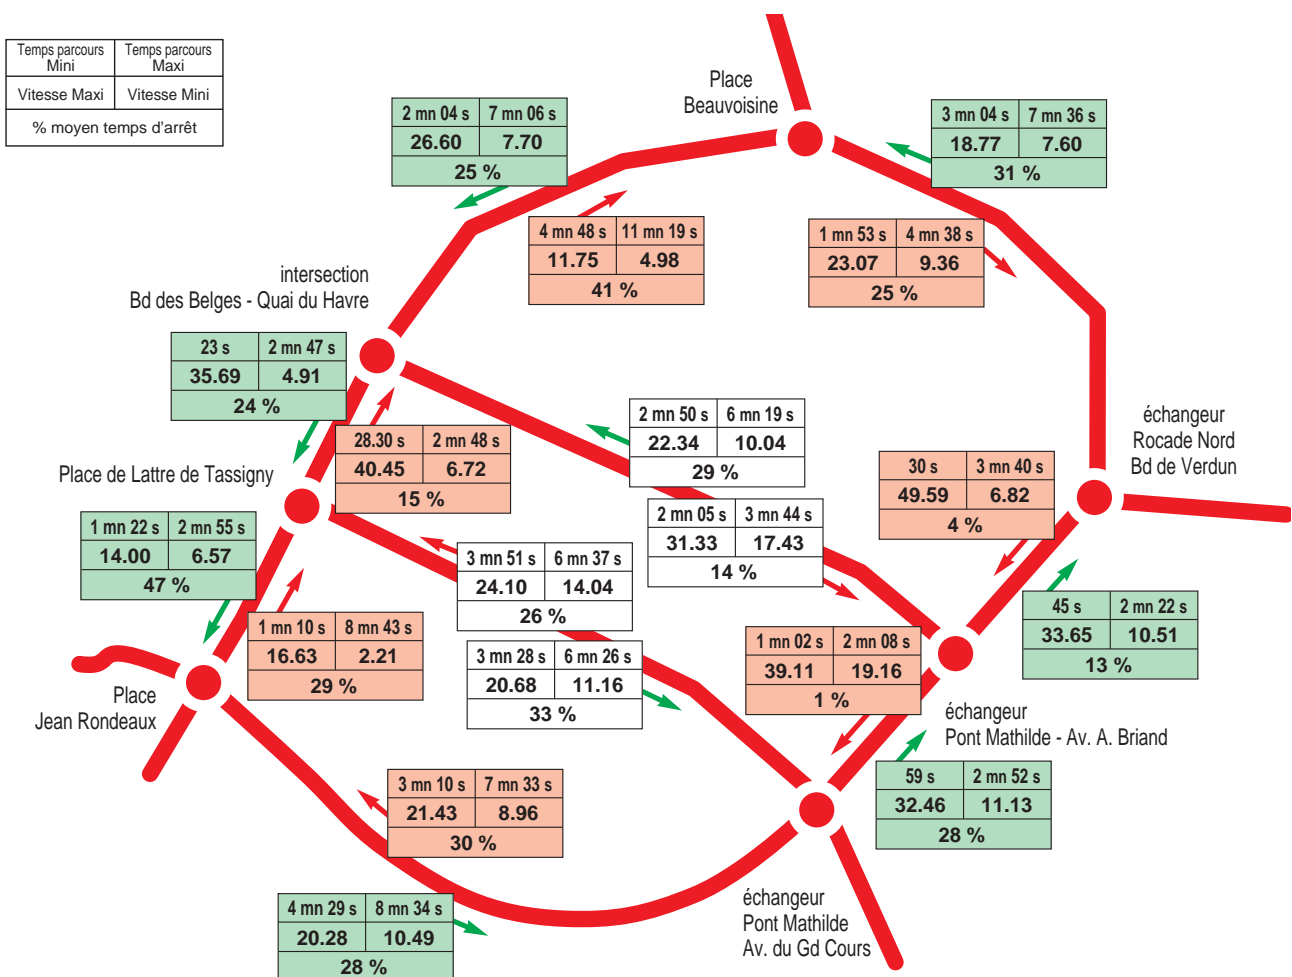 Temps parcours Mini
Temps parcours Maxi
Vitesse Maxi
Vitesse Mini
% moyen temps d'arrêt
Place
Beauvoisine
2 mn 04 s
7 mn 06 s
26.60
7.70
25 %
3 mn 04 s
7 mn 36 s
18.77
7.60
31 %
4 mn 48 s
11 mn 19 s
11.75
4.98
41 %
1 mn 53 s
4 mn 38 s
23.07
9.36
25 %
intersection
Bd des Belges - Quai du Havre
23 s
2 mn 47 s
35.69
4.91
24 %
28.30 s
2 mn 48 s
40.45
6.72
15 %
2 mn 50 s
6 mn 19 s
22.34
10.04
29 %
échangeur
Rocade Nord
Bd de Verdun
Place de Lattre de Tassigny
30 s
3 mn 40 s
49.59
6.82
4 %
2 mn 05 s
3 mn 44 s
31.33
17.43
14 %
1 mn 22 s
2 mn 55 s
14.00
6.57
47 %
3 mn 51 s
6 mn 37 s
24.10
14.04
26 %
45 s
2 mn 22 s
33.65
10.51
13 %
1 mn 10 s
8 mn 43 s
16.63
2.21
29 %
3 mn 28 s
6 mn 26 s
20.68
11.16
33 %
1 mn 02 s
2 mn 08 s
39.11
19.16
1 %
Place
Jean Rondeaux
échangeur
Pont Mathilde - Av. A. Briand
3 mn 10 s
7 mn 33 s
21.43
8.96
30 %
59 s
2 mn 52 s
32.46
11.13
28 %
échangeur
Pont Mathilde
Av. du Gd Cours
4 mn 29 s
8 mn 34 s
20.28
10.49
28 %